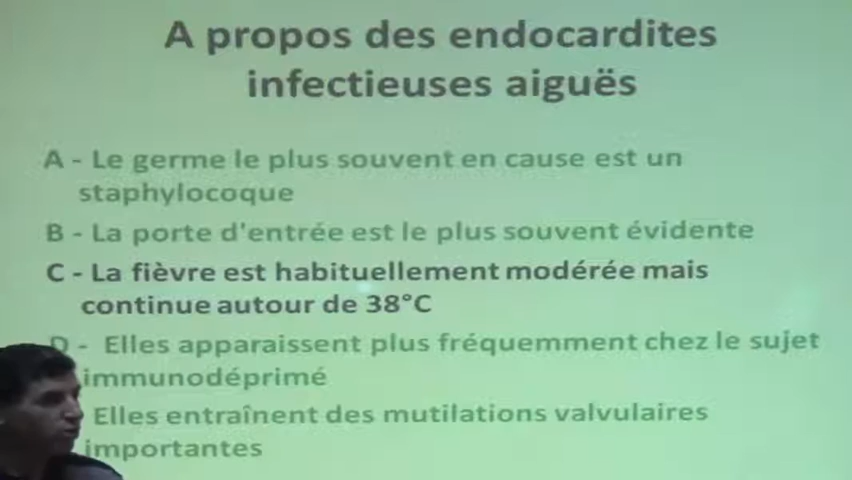 A propos des endocardites
infectieuses aiguës
A - Le germe le plus souvent en cause est un
staphylocoque
B - La porte d'entrée est le plus souvent évidente
C - La fièvre est habituellement modérée mais
continue autour de 38°C
D - Elles apparaissent plus fréquemment chez le sujet
immunodéprimé
Elles entraînent des mutilations valvulaires
importantes